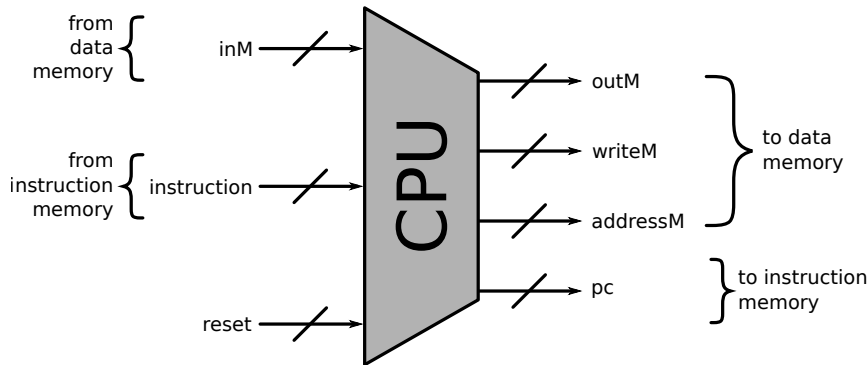 from
data
memory
inM
from
instruction
memory
instruction
reset
CPU
outM
writeM
addressM
pc
to data
memory
to instruction
memory